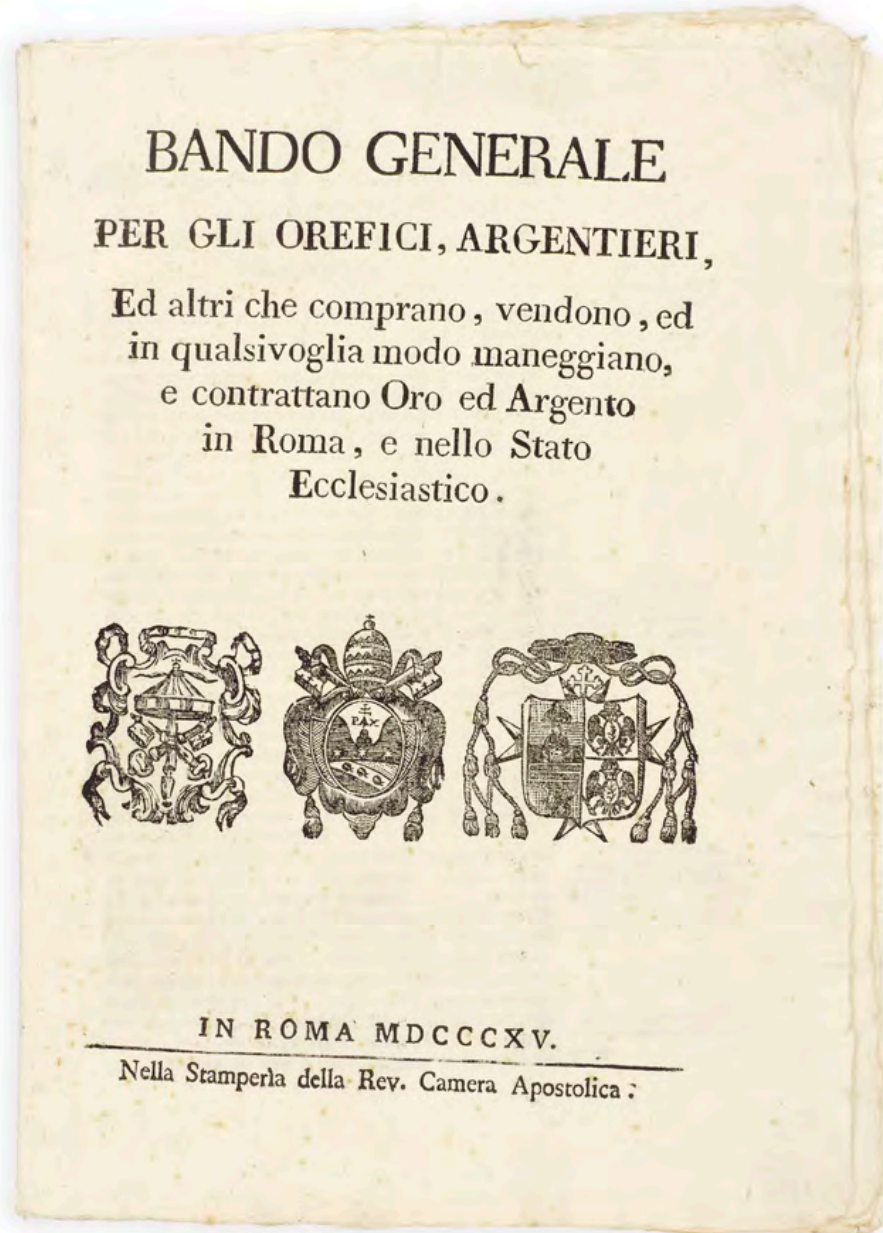 BANDO GENERALE
PER GLI OREFICI, ARGENTIERI,
Ed altri che comprano, vendono, ed
in qualsivoglia modo maneggiano,
e contrattano Oro ed Argento
in Roma, e nello Stato
Ecclesiastico.
PAX
IN ROMA MDCCCXV.
Nella Stamperìa della Rev. Camera Apostolica: